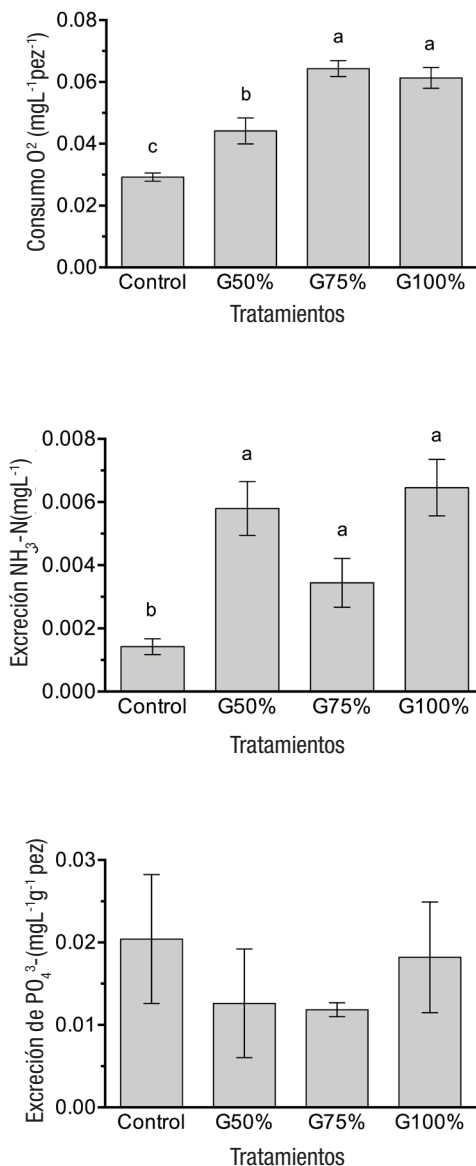 Consumo O² (mgL⁻¹pez⁻¹)
0.08
0.06
0.04
0.02
0.00
c
b
a
a
Control G50% G75% G100%
Tratamientos
Excreción NH₃-N(mgL⁻¹)
0.008
0.006
0.004
0.002
0.000
b
a
a
a
Control G50% G75% G100%
Tratamientos
Excreción de PO₄³-(mgL⁻¹g⁻¹ pez)
0.03
0.02
0.01
0.00
Control G50% G75% G100%
Tratamientos